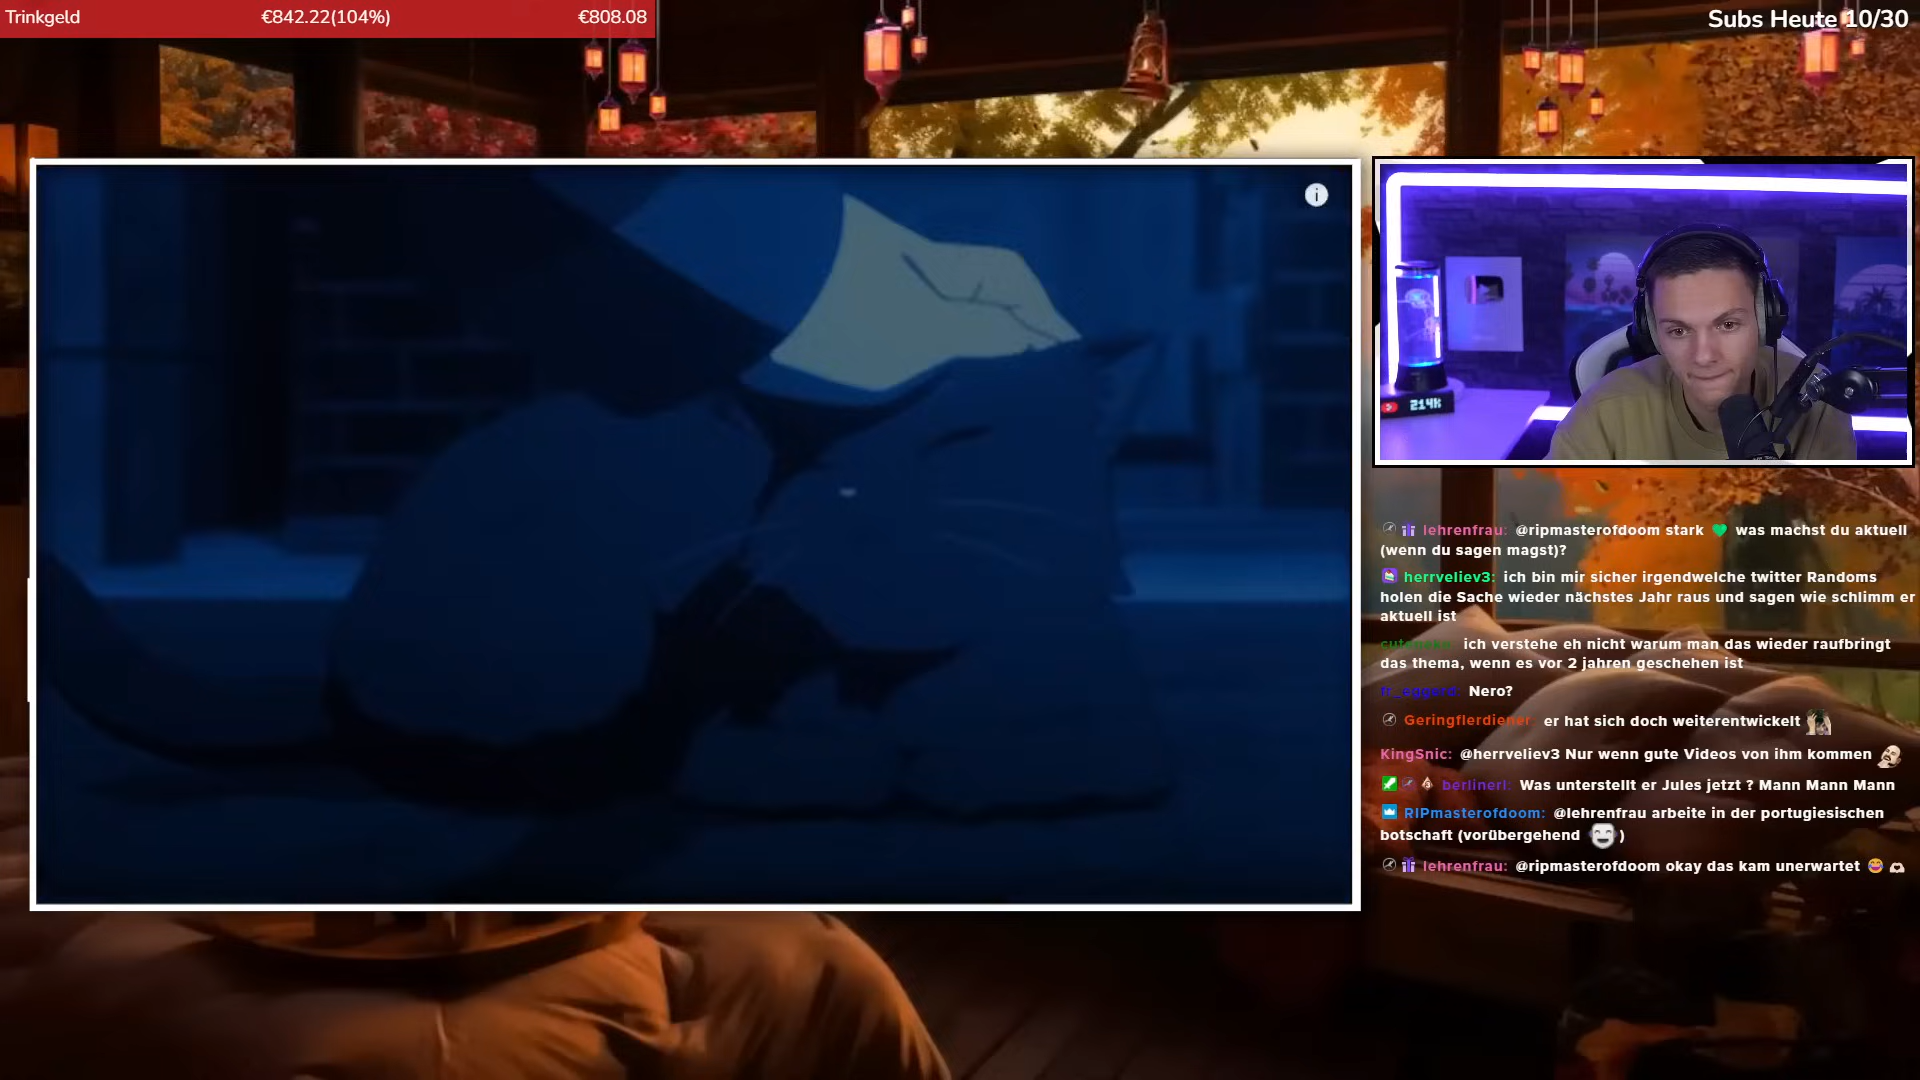 Trinkgeld €842.22(104%) €808.08
Subs Heute 10/30
214K
lehrenfrau: @ripmasterofdoom stark 💚 was machst du aktuell
(wenn du sagen magst)?
herrveliev3: ich bin mir sicher irgendwelche twitter Randoms
holen die Sache wieder nächstes Jahr raus und sagen wie schlimm er
aktuell ist
ich verstehe eh nicht warum man das wieder raufbringt
das thema, wenn es vor 2 jahren geschehen ist
fr_eggerd: Nero?
Geringflerdiener er hat sich doch weiterentwickelt
KingSnic: @herrveliev3 Nur wenn gute Videos von ihm kommen
berlinerl: Was unterstellt er Jules jetzt ? Mann Mann Mann
RIPmasterofdoom: @lehrenfrau arbeite in der portugiesischen
botschaft (vorübergehend )
lehrenfrau: @ripmasterofdoom okay das kam unerwartet 😂 🫶